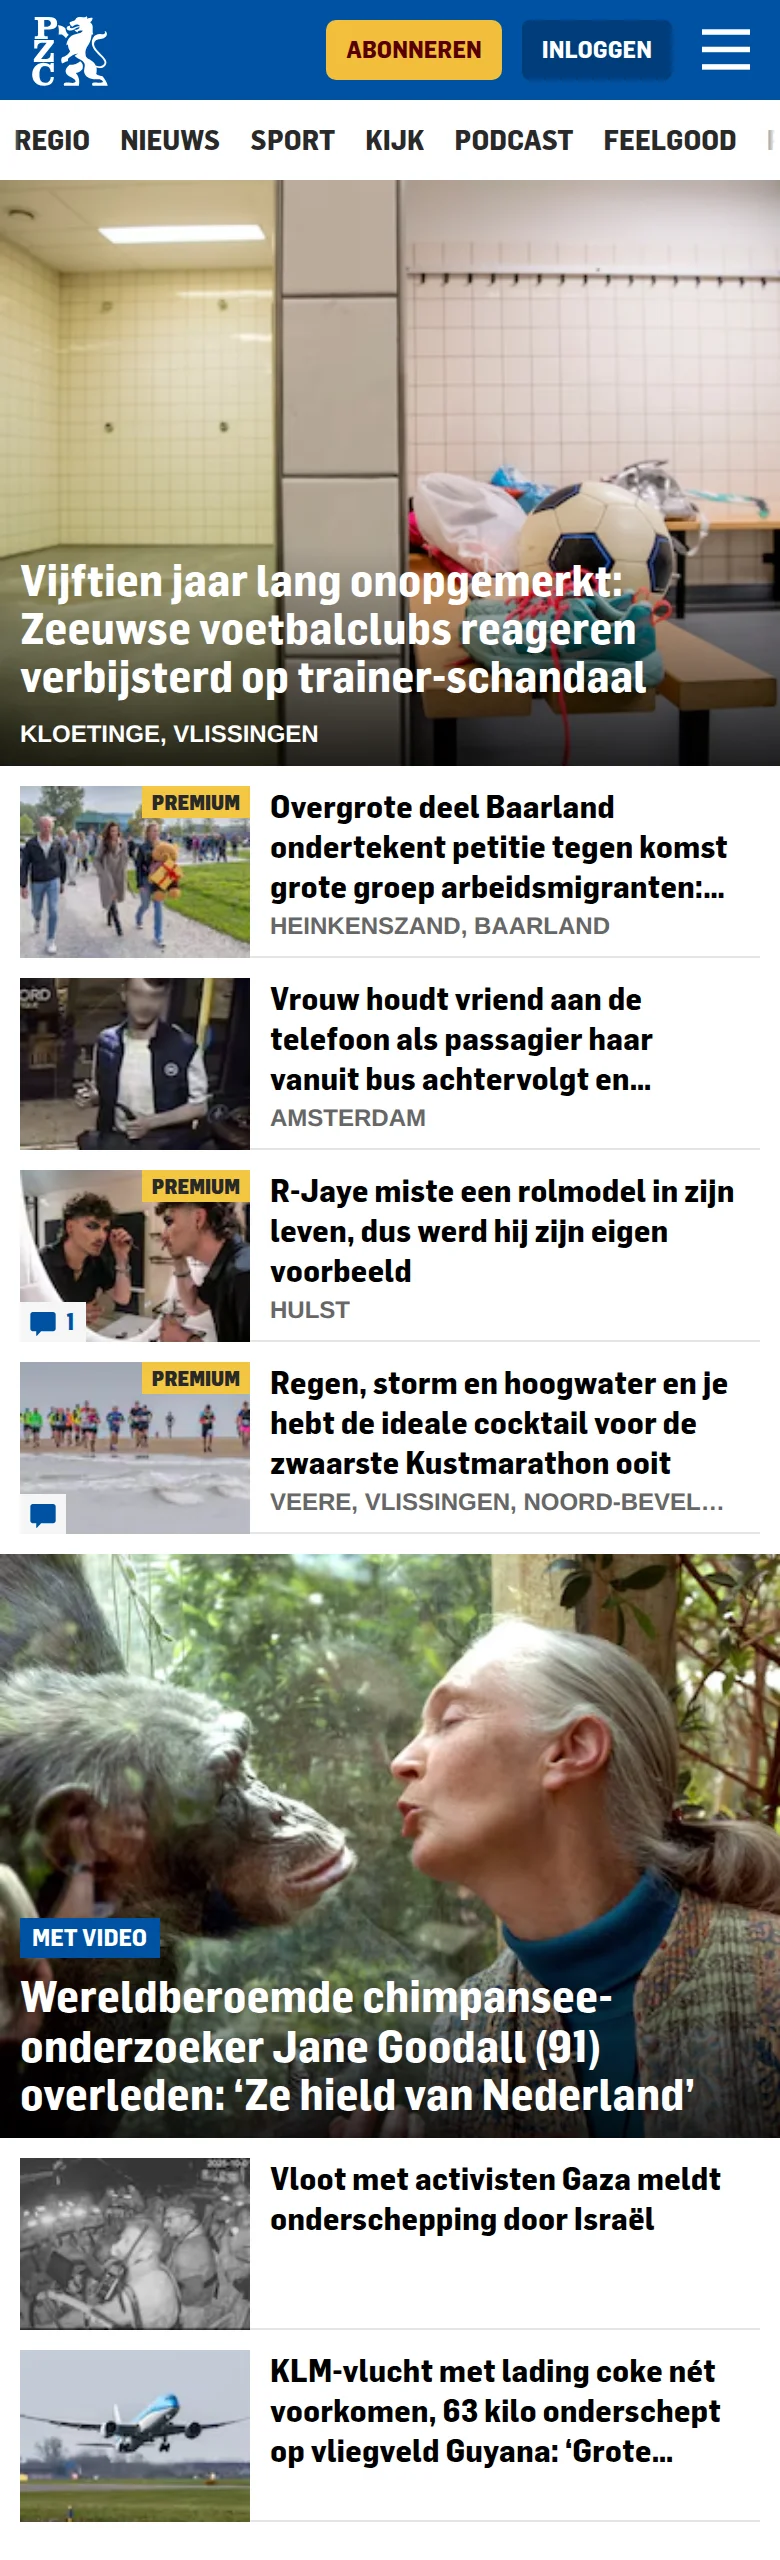 PZC
ABONNEREN
INLOGGEN
REGIO NIEUWS SPORT KIJK PODCAST FEELGOOD
Vijftien jaar lang onopgemerkt:
Zeeuwse voetbalclubs reageren
verbijsterd op trainer-schandaal
KLOETINGE, VLISSINGEN
PREMIUM
Overgrote deel Baarland
ondertekent petitie tegen komst
grote groep arbeidsmigranten:...
HEINKENSZAND, BAARLAND
Vrouw houdt vriend aan de
telefoon als passagier haar
vanuit bus achtervolgt en...
AMSTERDAM
PREMIUM
1
R-Jaye miste een rolmodel in zijn
leven, dus werd hij zijn eigen
voorbeeld
HULST
PREMIUM
Regen, storm en hoogwater en je
hebt de ideale cocktail voor de
zwaarste Kustmarathon ooit
VEERE, VLISSINGEN, NOORD-BEVEL...
MET VIDEO
Wereldberoemde chimpansee-
onderzoeker Jane Goodall (91)
overleden: ‘Ze hield van Nederland’
Vloot met activisten Gaza meldt
onderschepping door Israël
KLM-vlucht met lading coke nét
voorkomen, 63 kilo onderschept
op vliegveld Guyana: ‘Grote...